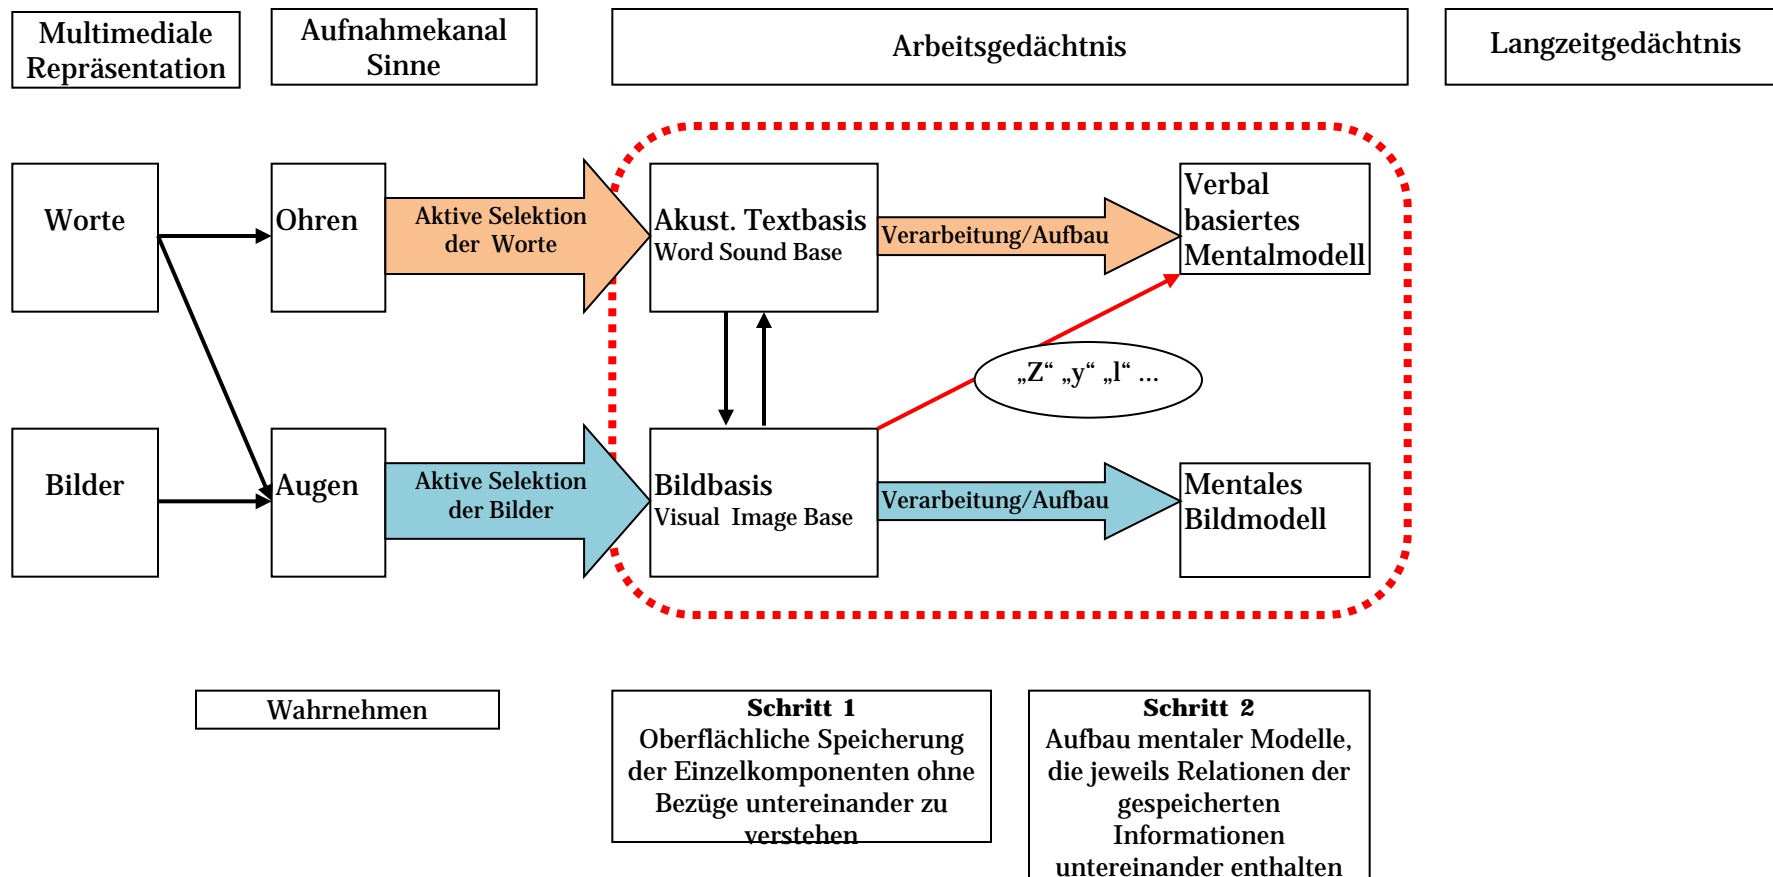 Multimediale
Repräsentation
Aufnahmekanal
Sinne
Arbeitsgedächtnis
Langzeitgedächtnis
Worte
Ohren
Aktive Selektion
der Worte
Akust. Textbasis
Word Sound Base
Verarbeitung/Aufbau
Verbal
basiertes
Mentalmodell
„Z“ „y“ „l“ ...
Bilder
Augen
Aktive Selektion
der Bilder
Bildbasis
Visual Image Base
Verarbeitung/Aufbau
Mentales
Bildmodell
Wahrnehmen
Schritt 1
Oberflächliche Speicherung
der Einzelkomponenten ohne
Bezüge untereinander zu
verstehen
Schritt 2
Aufbau mentaler Modelle,
die jeweils Relationen der
gespeicherten
Informationen
untereinander enthalten